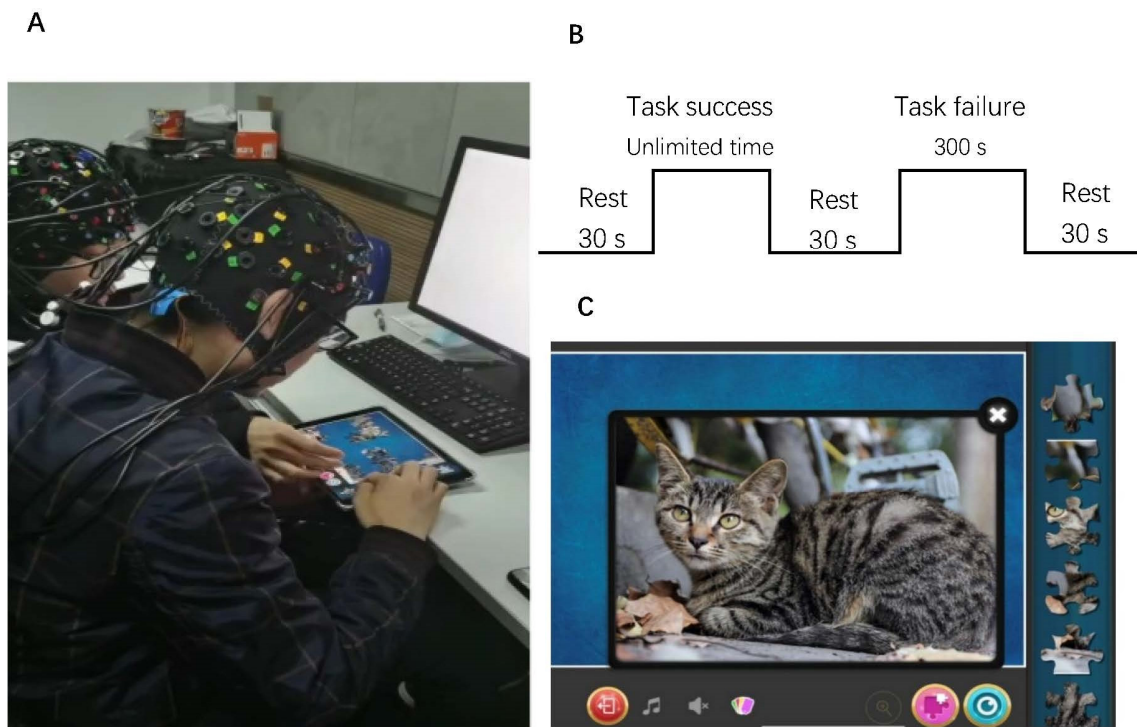 A
B
Task success
Unlimited time
Task failure
300 s
Rest
30 s
Rest
30 s
Rest
30 s
C